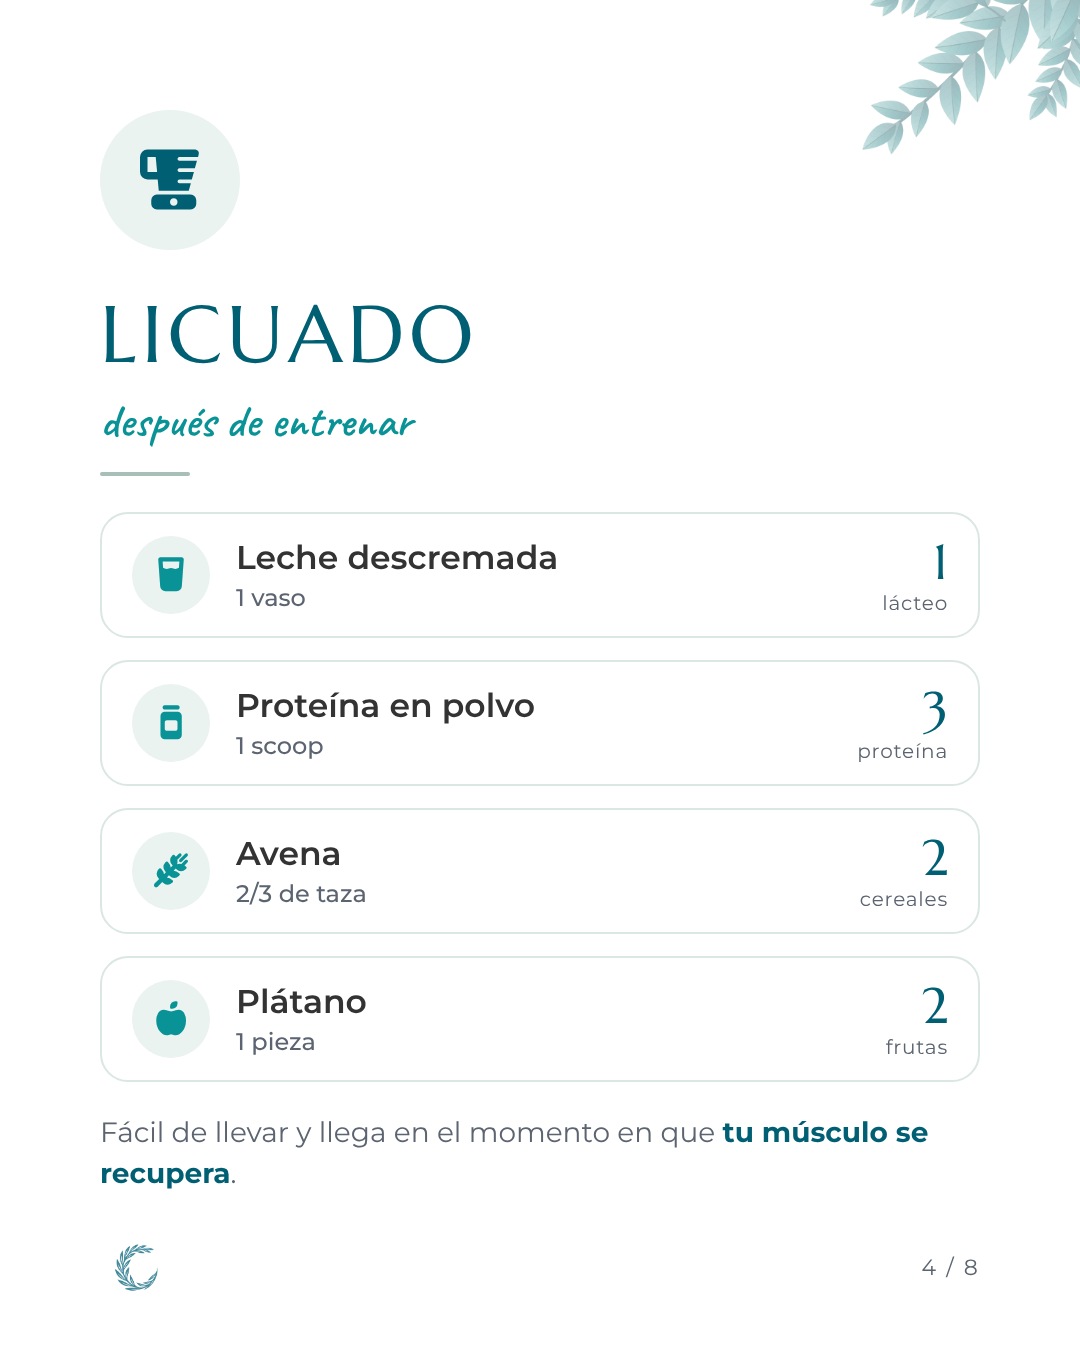 LICUADO
después de entrenar
Leche descremada
1 vaso
1
lácteo
Proteína en polvo
1 scoop
3
proteína
Avena
2/3 de taza
2
cereales
Plátano
1 pieza
2
frutas
Fácil de llevar y llega en el momento en que tu músculo se
recupera.
4 / 8